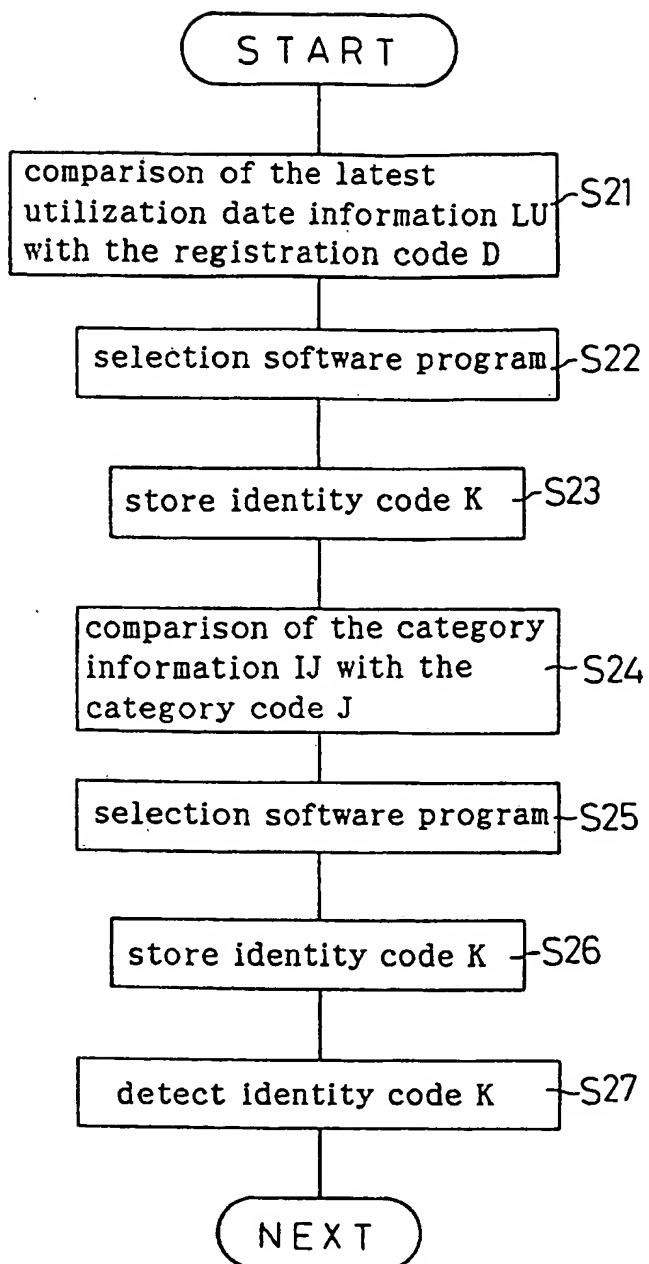 START
comparison of the latest
utilization date information LU
with the registration code D
S21
selection software program
S22
store identity code K
S23
comparison of the category
information IJ with the
category code J
S24
selection software program
S25
store identity code K
S26
detect identity code K
S27
NEXT